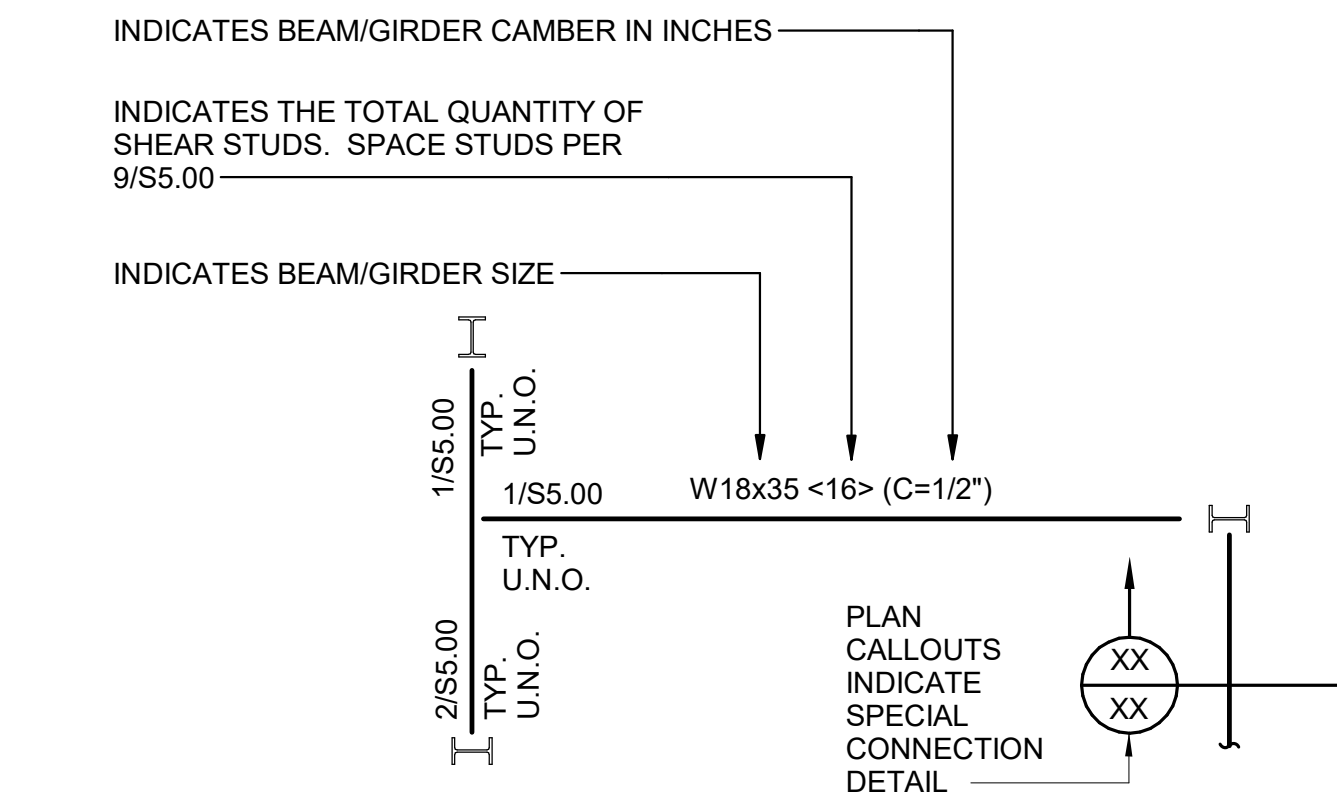 INDICATES BEAM/GIRDER CAMBER IN INCHES
INDICATES THE TOTAL QUANTITY OF
SHEAR STUDS.  SPACE STUDS PER
9/S5.00
INDICATES BEAM/GIRDER SIZE
1/S5.00
TYP.
U.N.O.
1/S5.00
W18x35 <16> (C=1/2")
TYP.
U.N.O.
2/S5.00
TYP.
U.N.O.
PLAN
CALLOUTS
INDICATE
SPECIAL
CONNECTION
DETAIL
XX
XX